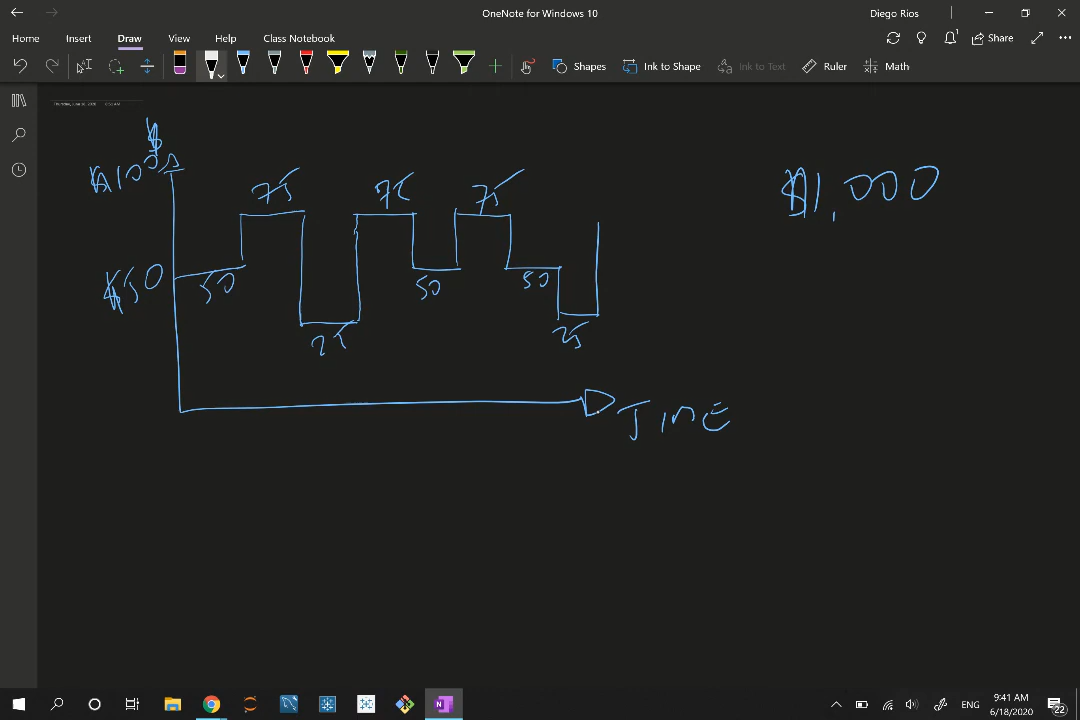 OneNote for Windows 10
Diego Rios
Home Insert Draw View Help Class Notebook
Share
Shapes Ink to Shape Ink to Text Ruler Math
$
$100
75 75 75
$1,000
$50
50 50 50
25 25
TIME
N
ENG
9:41 AM
6/18/2020
22